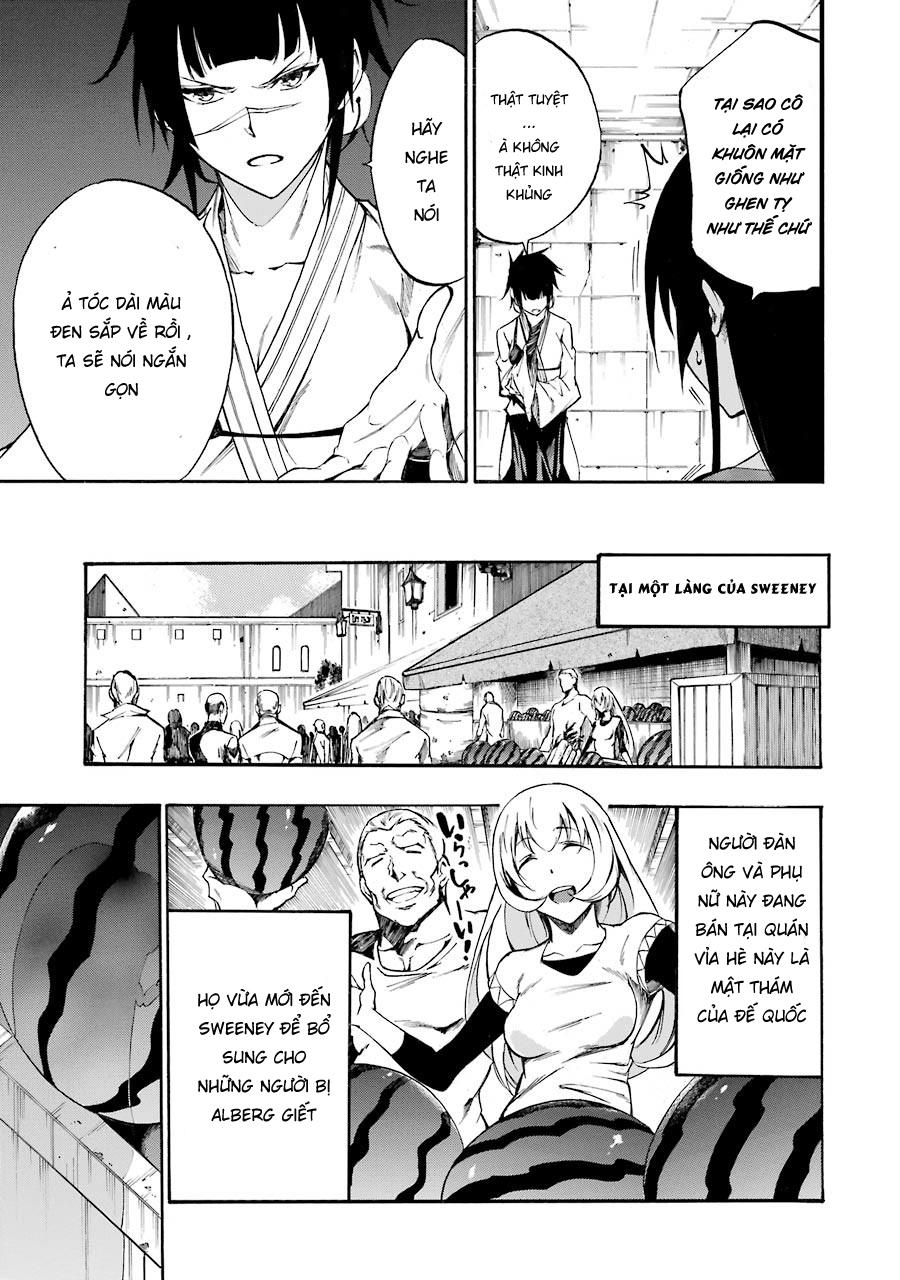 TẠI SAO CÔ
LẠI CÓ
KHUÔN MẶT
GIỐNG NHƯ
GHEN TỴ
NHƯ THẾ CHỨ
THẬT TUYỆT
...
À KHÔNG
THẬT KINH
KHỦNG
HÃY
NGHE
TA
NÓI
Ả TÓC DÀI MÀU
ĐEN SẮP VỀ RỒI ,
TA SẼ NÓI NGẮN
GỌN
TẠI MỘT LÀNG CỦA SWEENEY
NGƯỜI ĐÀN
ÔNG VÀ PHỤ
NỮ NÀY ĐANG
BÁN TẠI QUÁN
VỈA HÈ NÀY LÀ
MẬT THÁM
CỦA ĐẾ QUỐC
いらっしゃーい!
HỌ VỪA MỚI ĐẾN
SWEENEY ĐỂ BỔ
SUNG CHO
NHỮNG NGƯỜI BỊ
ALBERG GIẾT